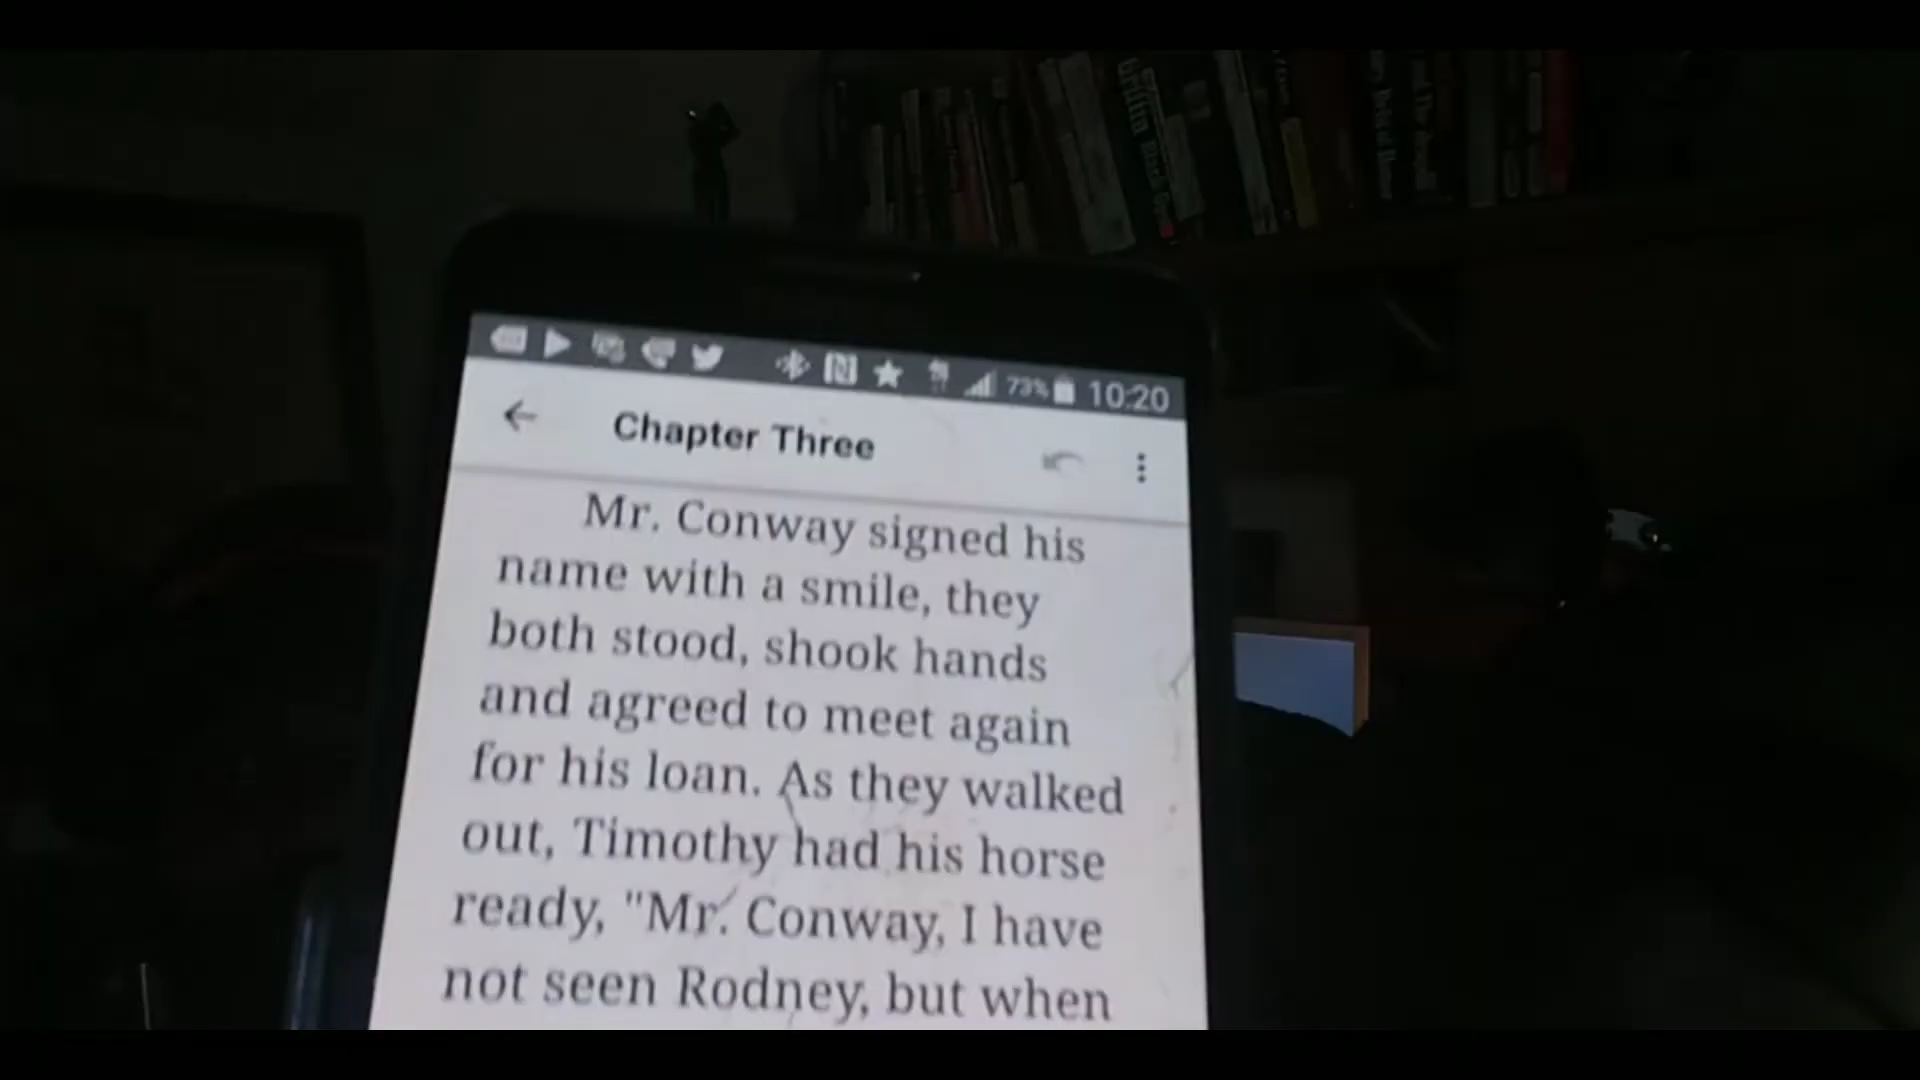 Griffin Black
73% 10:20
Chapter Three
Mr. Conway signed his
name with a smile, they
both stood, shook hands
and agreed to meet again
for his loan. As they walked
out, Timothy had his horse
ready, "Mr. Conway, I have
not seen Rodney, but when